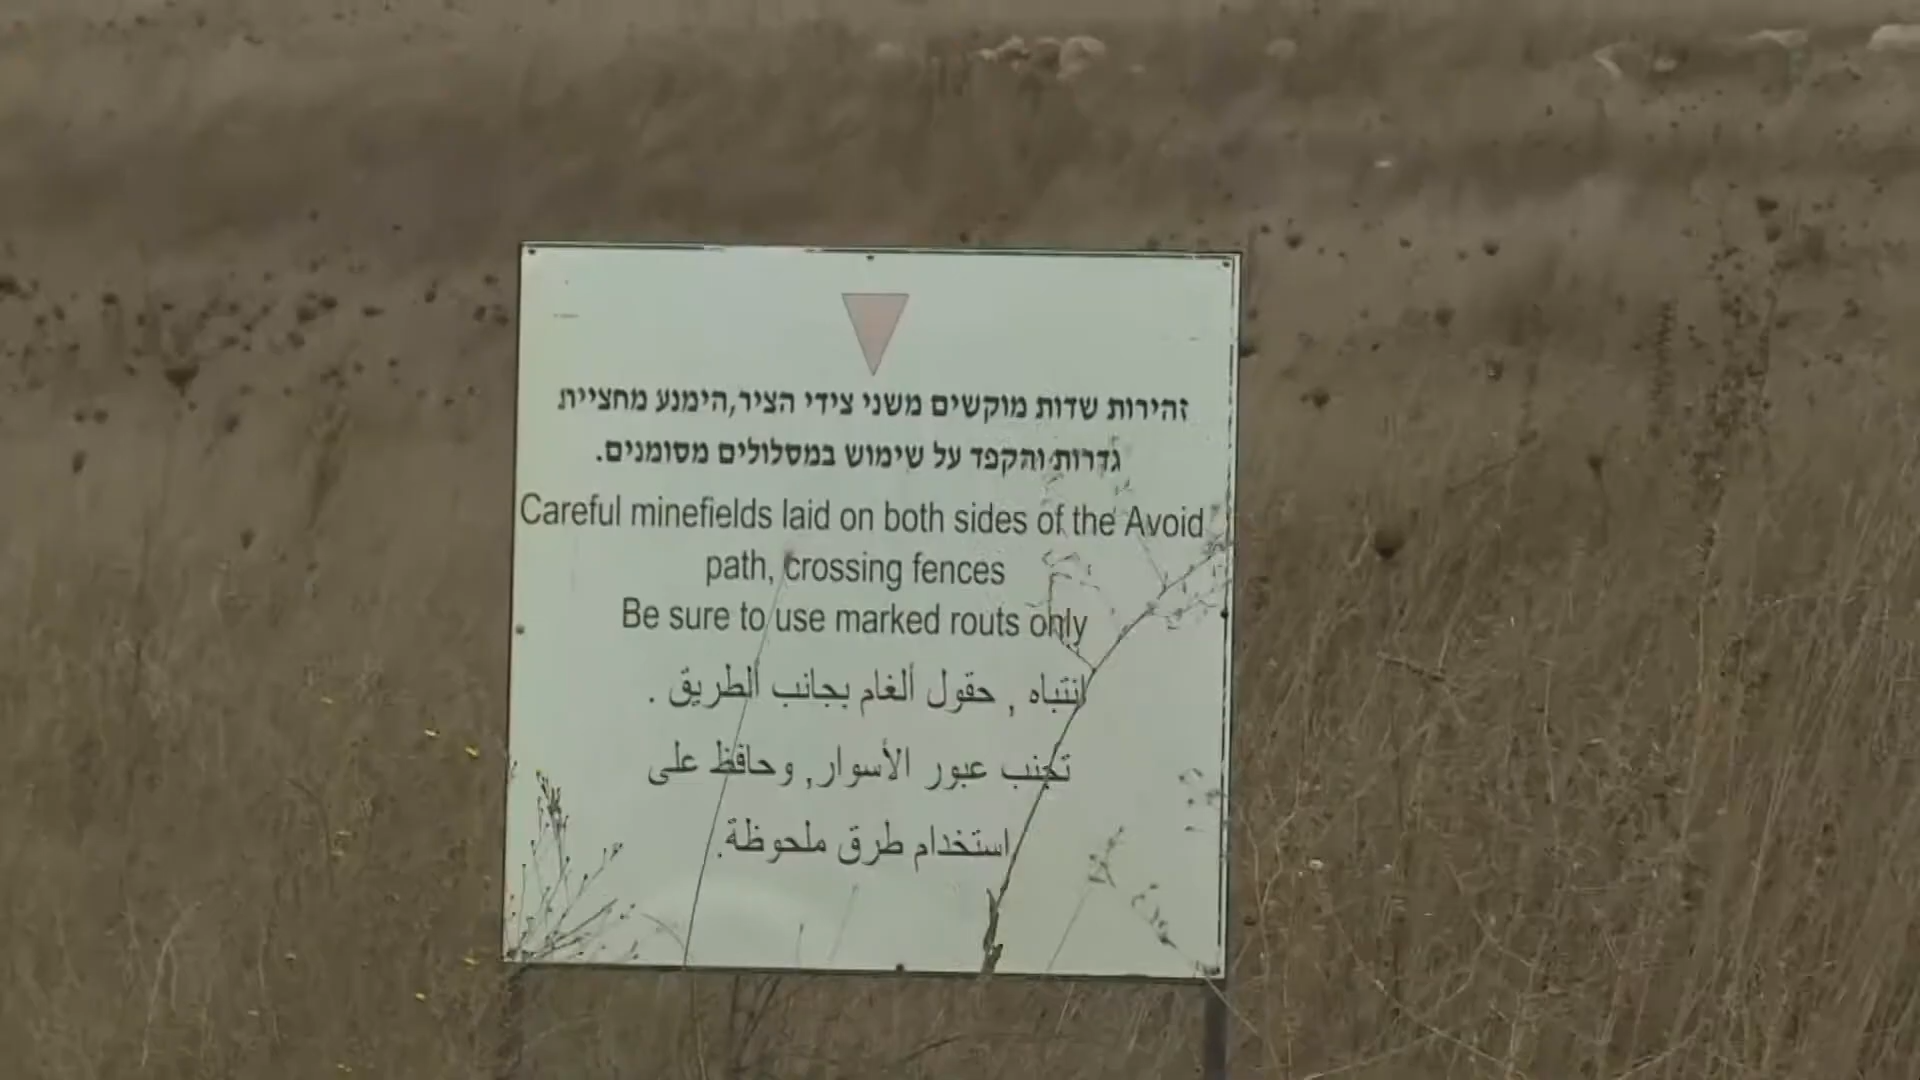 זהירות שדות מוקשים משני צידי הציר,הימנע מחציית
גדרות והקפד על שימוש במסלולים מסומנים.
Careful minefields laid on both sides of the Avoid
path, crossing fences
Be sure to use marked routs only
انتباه , حقول ألغام بجانب الطريق .
تجنب عبور الأسوار, وحافظ على
استخدام طرق ملحوظة.